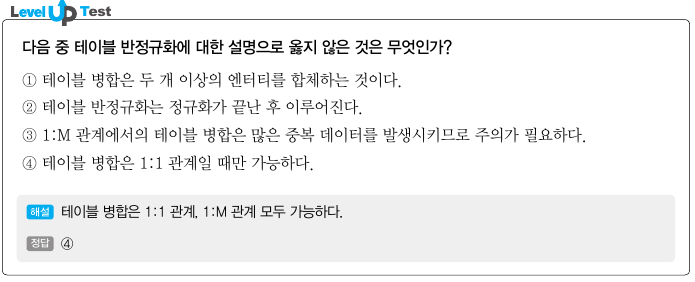 Level Up Test
다음 중 테이블 반정규화에 대한 설명으로 옳지 않은 것은 무엇인가?
① 테이블 병합은 두 개 이상의 엔터티를 합체하는 것이다.
② 테이블 반정규화는 정규화가 끝난 후 이루어진다.
③ 1:M 관계에서의 테이블 병합은 많은 중복 데이터를 발생시키므로 주의가 필요하다.
④ 테이블 병합은 1:1 관계일 때만 가능하다.
해설 테이블 병합은 1:1 관계, 1:M 관계 모두 가능하다.
정답 ④